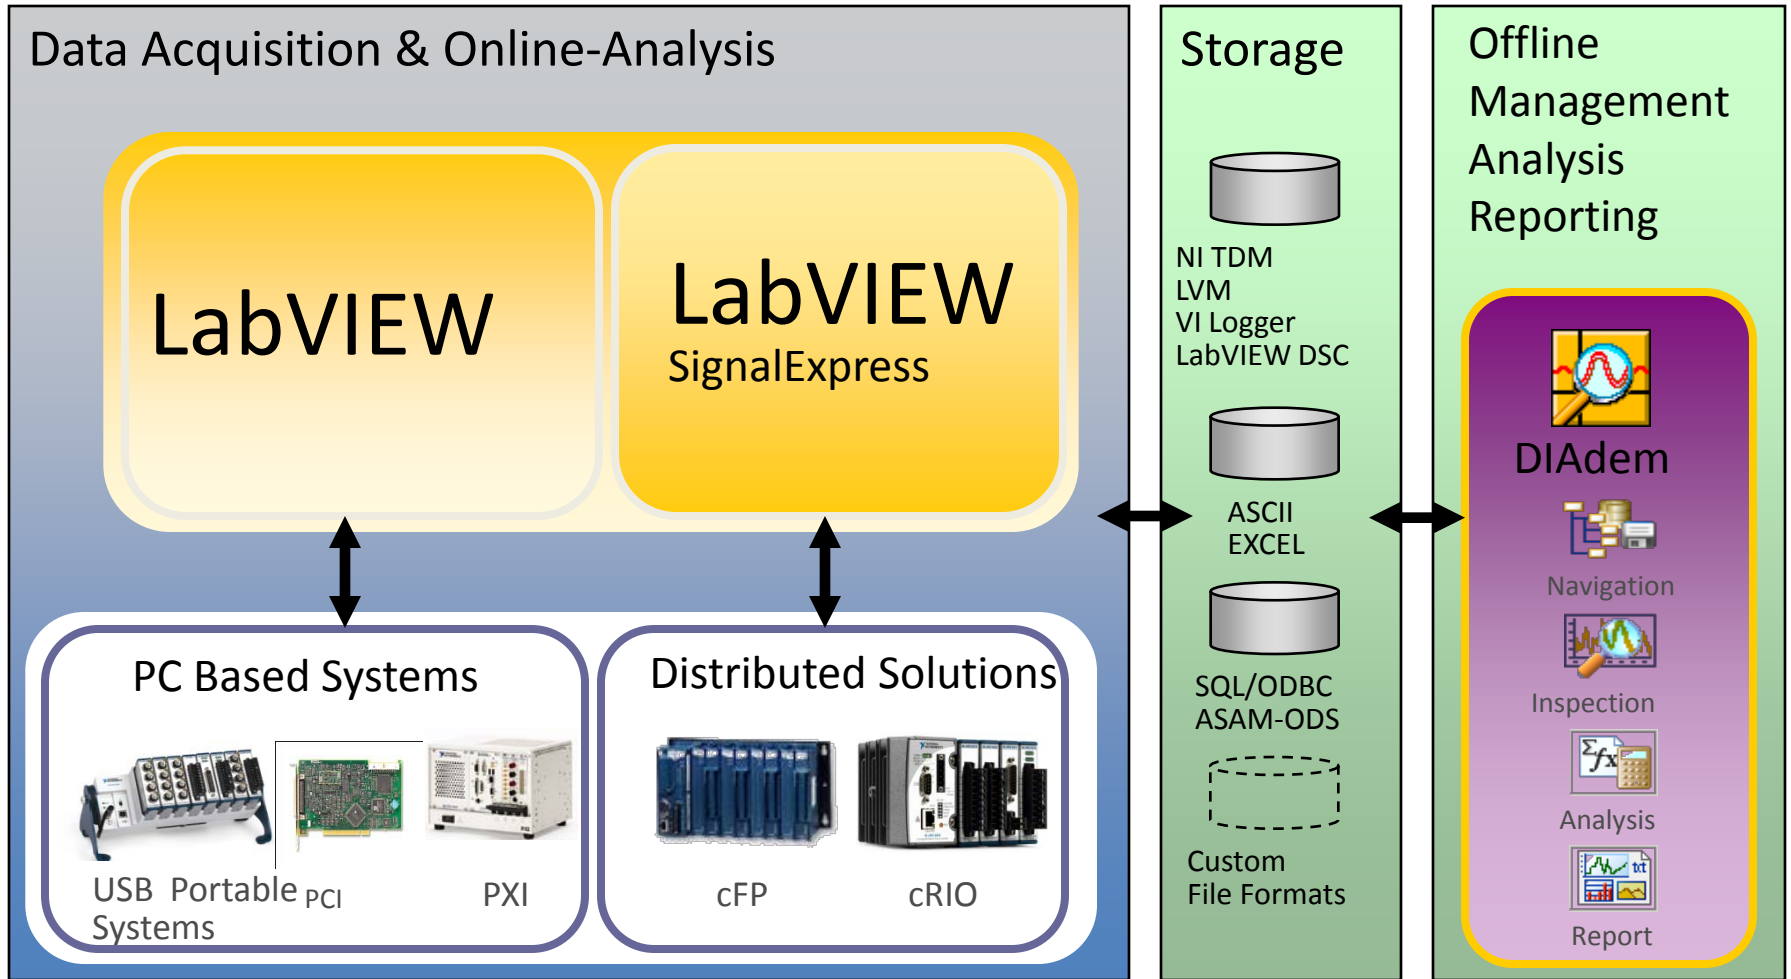 Data Acquisition & Online-Analysis
LabVIEW
LabVIEW
SignalExpress
PC Based Systems
USB Portable
Systems
PCI
PXI
Distributed Solutions
cFP
cRIO
Storage
NI TDM
LVM
VI Logger
LabVIEW DSC
ASCII
EXCEL
SQL/ODBC
ASAM-ODS
Custom
File Formats
Offline
Management
Analysis
Reporting
DIAdem
Navigation
Inspection
Σfx
Analysis
txt
Report